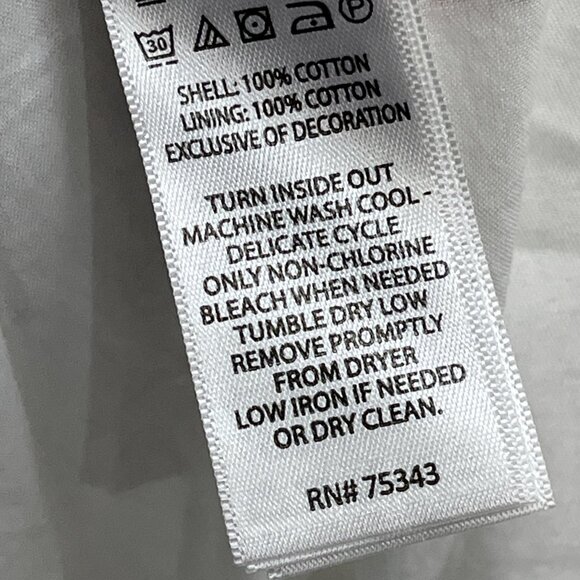 30 P
SHELL: 100% COTTON
LINING: 100% COTTON
EXCLUSIVE OF DECORATION
TURN INSIDE OUT
MACHINE WASH COOL -
DELICATE CYCLE
ONLY NON-CHLORINE
BLEACH WHEN NEEDED
TUMBLE DRY LOW
REMOVE PROMPTLY
FROM DRYER
LOW IRON IF NEEDED
OR DRY CLEAN.
RN# 75343